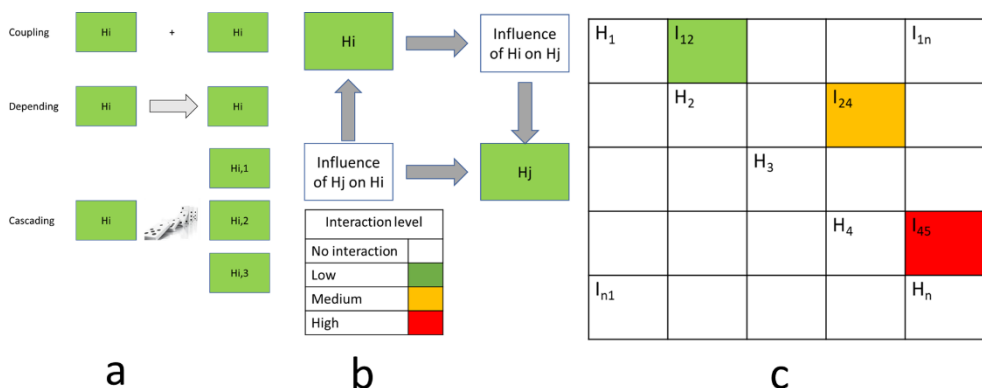 Coupling
Hi
+
Hi
Depending
Hi
Hi
Cascading
Hi
Hi,1
Hi,2
Hi,3
a
Hi
Influence
of Hi on Hj
Influence
of Hj on Hi
Hj
Interaction level
No interaction
Low
Medium
High
b
H₁ I₁₂ I₁ₙ
H₂ I₂₄
H₃
H₄ I₄₅
Iₙ₁ Hₙ
c